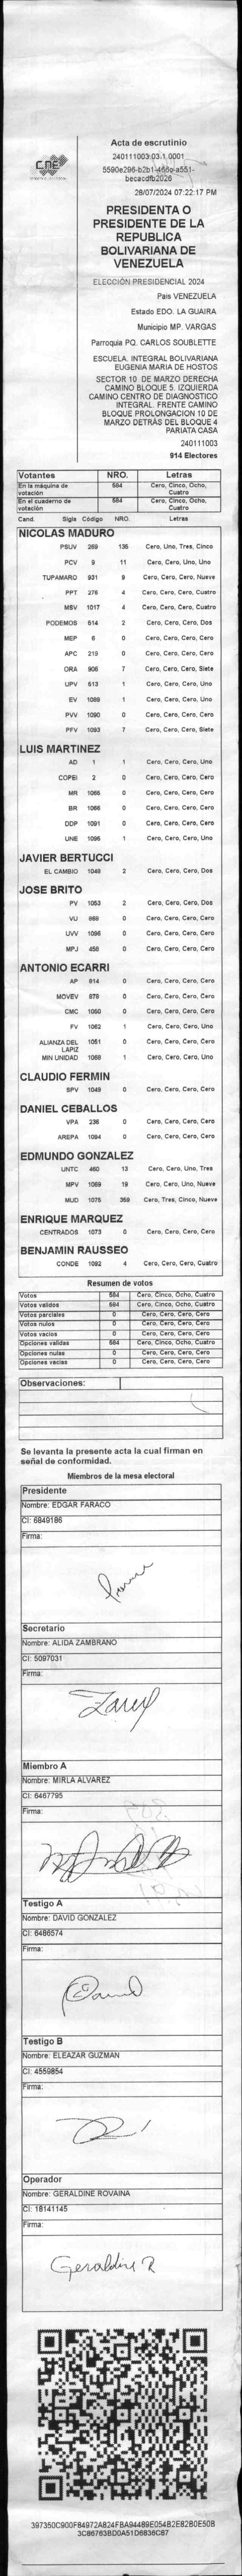 CNE
Acta de escrutinio
240111003.03.1.0001
becacdfb2026
28/07/2024 07:22:17 PM
PRESIDENTA O
PRESIDENTE DE LA
REPUBLICA
BOLIVARIANA DE
VENEZUELA
ELECCIÓN PRESIDENCIAL 2024
Pais VENEZUELA
Estado EDO. LA GUAIRA
Municipio MP. VARGAS
Parroquia PQ. CARLOS SOUBLETTE
ESCUELA. INTEGRAL BOLIVARIANA
EUGENIA MARIA DE HOSTOS
SECTOR 10 DE MARZO DERECHA
CAMINO BLOQUE 5. IZQUIERDA
CAMINO CENTRO DE DIAGNOSTICO
INTEGRAL. FRENTE CAMINO
BLOQUE PROLONGACION 10 DE
MARZO DETRÁS DEL BLOQUE 4
PARIATA CASA
240111003
914 Electores
Votantes NRO. Letras
En la máquina de votación 584 Cero, Cinco, Ocho, Cuatro
En el cuaderno de votación 584 Cero, Cinco, Ocho, Cuatro
Cand. Sigla Código NRO. Letras
NICOLAS MADURO
PSUV 259 135 Cero, Uno, Tres, Cinco
PCV 9 11 Cero, Cero, Uno, Uno
TUPAMARO 931 9 Cero, Cero, Cero, Nueve
PPT 276 4 Cero, Cero, Cero, Cuatro
MSV 1017 4 Cero, Cero, Cero, Cuatro
PODEMOS 514 2 Cero, Cero, Cero, Dos
MEP 6 0 Cero, Cero, Cero, Cero
APC 219 0 Cero, Cero, Cero, Cero
ORA 906 7 Cero, Cero, Cero, Siete
UPV 513 1 Cero, Cero, Cero, Uno
EV 1088 1 Cero, Cero, Cero, Uno
PVV 1090 0 Cero, Cero, Cero, Cero
PFV 1093 7 Cero, Cero, Cero, Siete
LUIS MARTINEZ
AD 1 1 Cero, Cero, Cero, Uno
COPEI 2 0 Cero, Cero, Cero, Cero
MR 1065 0 Cero, Cero, Cero, Cero
BR 1066 0 Cero, Cero, Cero, Cero
DDP 1091 0 Cero, Cero, Cero, Cero
UNE 1096 1 Cero, Cero, Cero, Uno
JAVIER BERTUCCI
EL CAMBIO 1048 2 Cero, Cero, Cero, Dos
JOSE BRITO
PV 1053 2 Cero, Cero, Cero, Dos
VU 888 0 Cero, Cero, Cero, Cero
UVV 1095 0 Cero, Cero, Cero, Cero
MPJ 458 0 Cero, Cero, Cero, Cero
ANTONIO ECARRI
AP 914 0 Cero, Cero, Cero, Cero
MOVEV 878 0 Cero, Cero, Cero, Cero
CMC 1050 0 Cero, Cero, Cero, Cero
FV 1062 1 Cero, Cero, Cero, Uno
ALIANZA DEL LAPIZ 1051 0 Cero, Cero, Cero, Cero
MIN UNIDAD 1068 1 Cero, Cero, Cero, Uno
CLAUDIO FERMIN
SPV 1049 0 Cero, Cero, Cero, Cero
DANIEL CEBALLOS
VPA 236 0 Cero, Cero, Cero, Cero
AREPA 1094 0 Cero, Cero, Cero, Cero
EDMUNDO GONZALEZ
UNTC 460 13 Cero, Cero, Uno, Tres
MPV 1069 19 Cero, Cero, Uno, Nueve
MUD 1075 359 Cero, Tres, Cinco, Nueve
ENRIQUE MARQUEZ
CENTRADOS 1073 0 Cero, Cero, Cero, Cero
BENJAMIN RAUSSEO
CONDE 1092 4 Cero, Cero, Cero, Cuatro
Resumen de votos
Votos 584 Cero, Cinco, Ocho, Cuatro
Votos validos 584 Cero, Cinco, Ocho, Cuatro
Votos parciales 0 Cero, Cero, Cero, Cero
Votos nulos 0 Cero, Cero, Cero, Cero
Votos vacios 0 Cero, Cero, Cero, Cero
Opciones validas 584 Cero, Cinco, Ocho, Cuatro
Opciones nulas 0 Cero, Cero, Cero, Cero
Opciones vacias 0 Cero, Cero, Cero, Cero
Observaciones:
Se levanta la presente acta la cual firman en
señal de conformidad.
Miembros de la mesa electoral
Presidente
Nombre: EDGAR FARACO
CI: 6849186
Firma:
Secretario
Nombre: ALIDA ZAMBRANO
CI: 5097031
Firma:
Miembro A
Nombre: MIRLA ALVAREZ
CI: 6467795
Firma:
Testigo A
Nombre: DAVID GONZALEZ
CI: 6486574
Firma:
Testigo B
Nombre: ELEAZAR GUZMAN
CI: 4559854
Firma:
Operador
Nombre: GERALDINE ROVAINA
CI: 18141145
Firma:
Geraldine R
397350C900F84972A824FBA94489E054B2E82B0E50B
3C86763BD0A51D6836C87